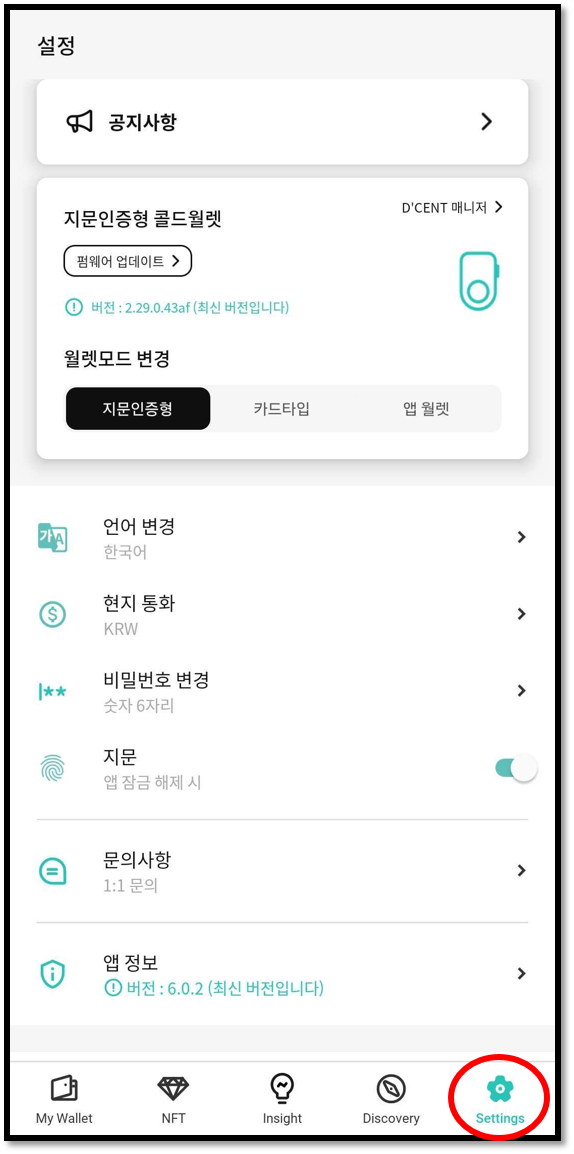 설정
공지사항
D'CENT 매니저
지문인증형 콜드월렛
펌웨어 업데이트
버전 : 2.29.0.43af (최신 버전입니다)
월렛모드 변경
지문인증형 카드타입 앱 월렛
언어 변경
한국어
현지 통화
KRW
비밀번호 변경
숫자 6자리
지문
앱 잠금 해제 시
문의사항
1:1 문의
앱 정보
버전 : 6.0.2 (최신 버전입니다)
My Wallet NFT Insight Discovery Settings